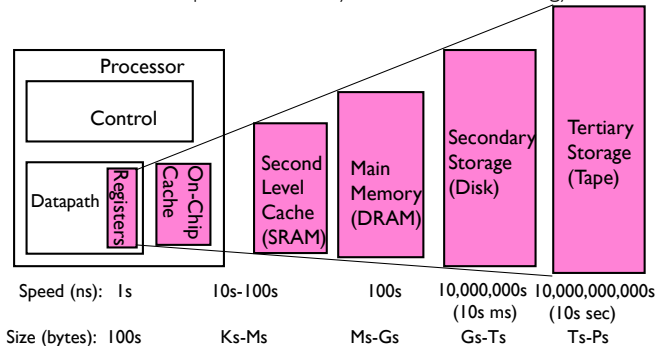 Processor
Control
Datapath
Registers
On-Chip
Cache
Second
Level
Cache
(SRAM)
Main
Memory
(DRAM)
Secondary
Storage
(Disk)
Tertiary
Storage
(Tape)
Speed (ns): 1s 10s-100s 100s 10,000,000s 10,000,000,000s
(10s ms) (10s sec)
Size (bytes): 100s Ks-Ms Ms-Gs Gs-Ts Ts-Ps